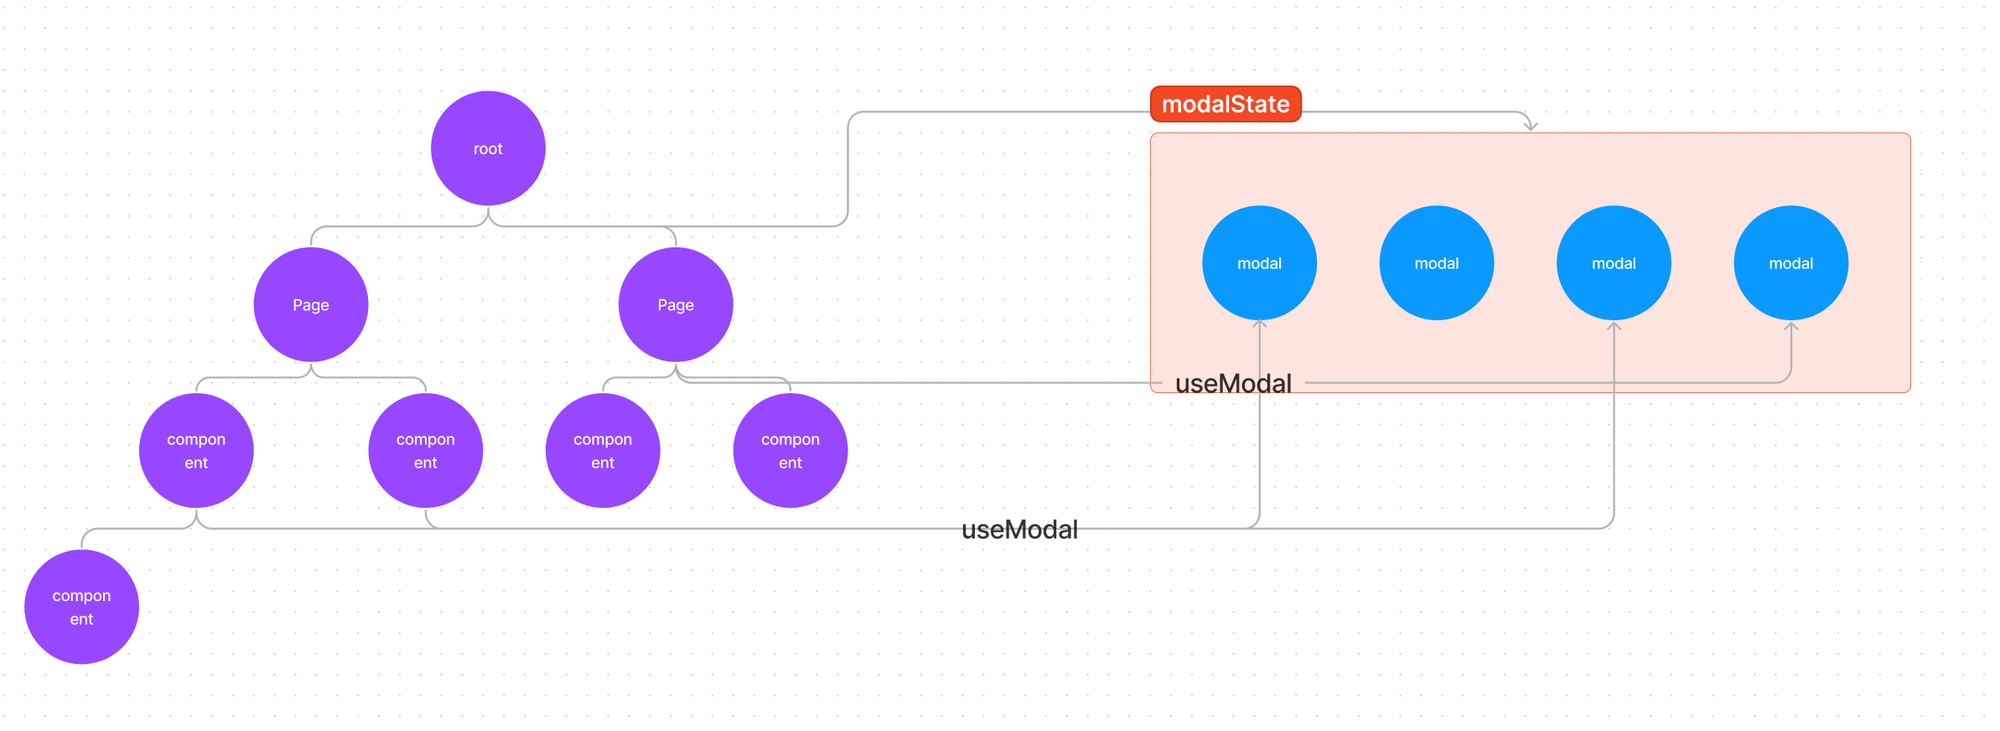 modalState
root
modal
modal
modal
modal
Page
Page
useModal
compon
ent
compon
ent
compon
ent
compon
ent
useModal
compon
ent